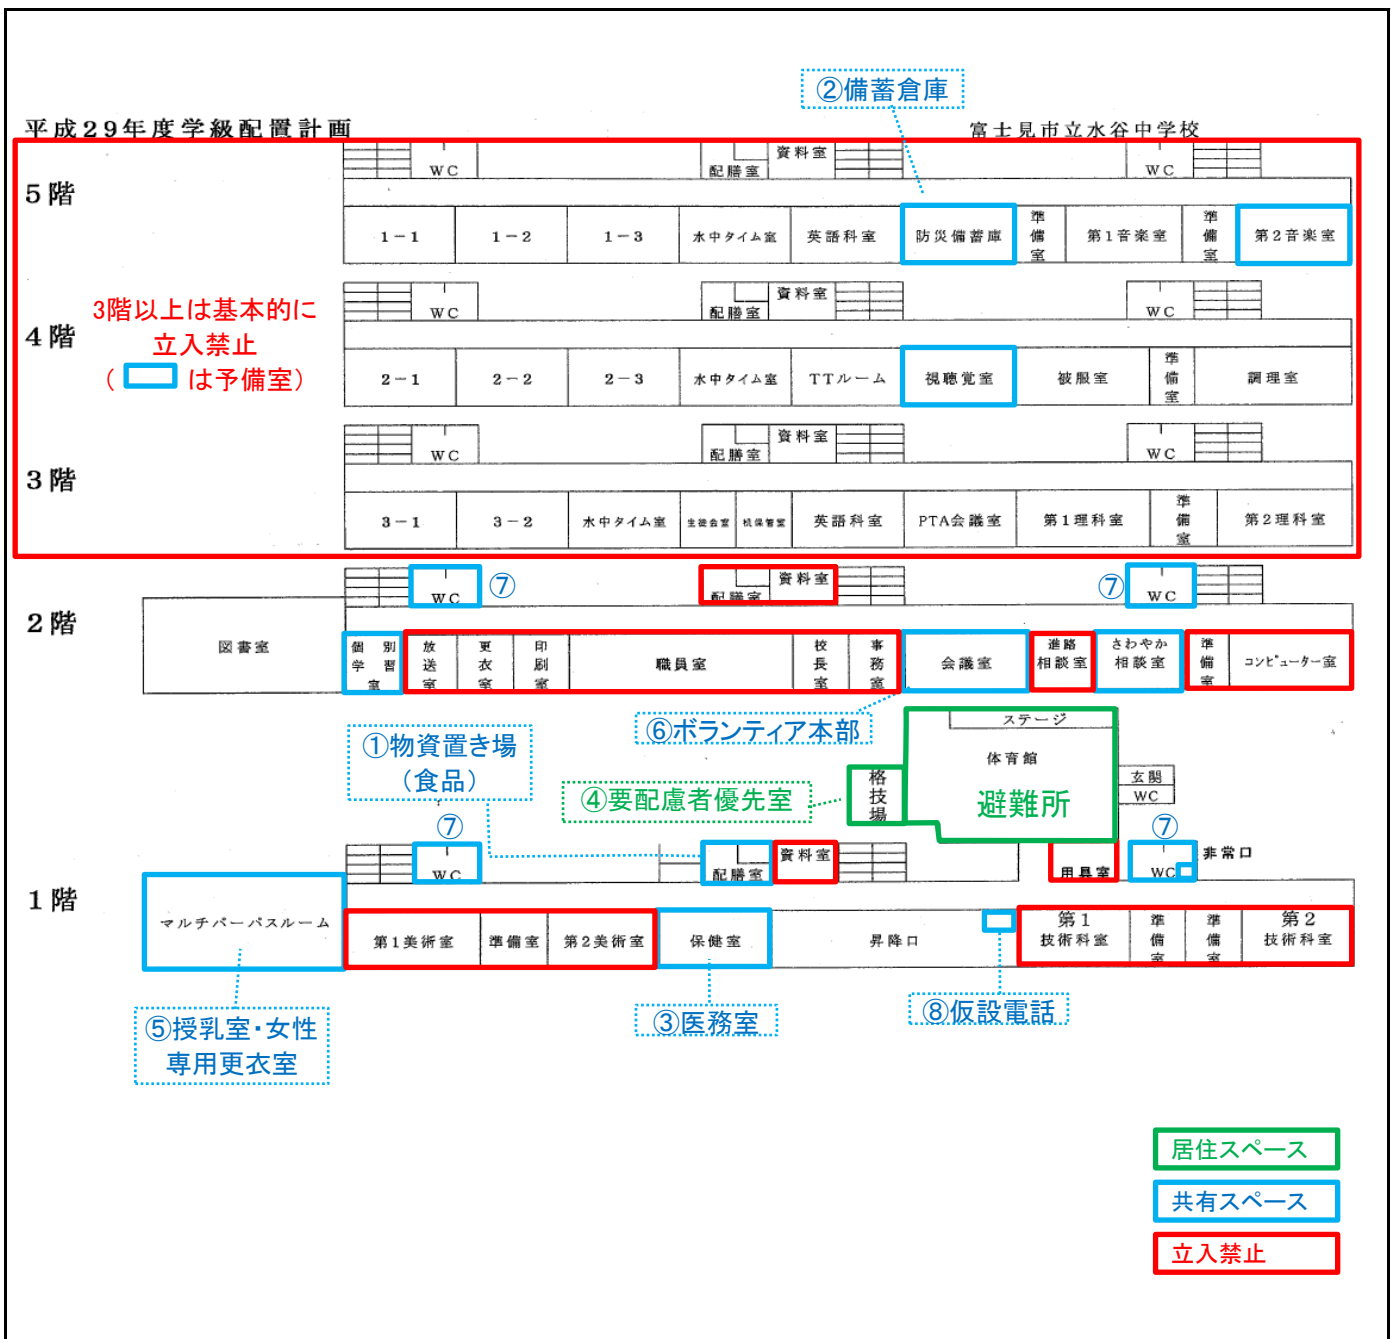 ②備蓄倉庫
平成29年度学級配置計画
富士見市立水谷中学校
5階
WC
配膳室
資料室
WC
1-1
1-2
1-3
水中タイム室
英語科室
防災備蓄庫
準備室
第1音楽室
準備室
第2音楽室
3階以上は基本的に
立入禁止
( は予備室)
4階
WC
配膳室
資料室
WC
2-1
2-2
2-3
水中タイム室
TTルーム
視聴覚室
被服室
準備室
調理室
3階
WC
配膳室
資料室
WC
3-1
3-2
水中タイム室
生徒会室
机保管室
英語科室
PTA会議室
第1理科室
準備室
第2理科室
2階
WC
⑦
配膳室
資料室
⑦
WC
図書室
個別
学習
室
放送室
更衣室
印刷室
職員室
校長室
事務室
会議室
進路
相談室
さわやか
相談室
準備室
コンピューター室
⑥ボランティア本部
①物資置き場
(食品)
④要配慮者優先室
格技場
ステージ
体育館
避難所
玄関
WC
1階
⑦
WC
配膳室
資料室
用具室
⑦
WC
非常口
マルチパーパスルーム
第1美術室
準備室
第2美術室
保健室
昇降口
第1
技術科室
準備室
準備室
第2
技術科室
⑤授乳室・女性
専用更衣室
③医務室
⑧仮設電話
居住スペース
共有スペース
立入禁止